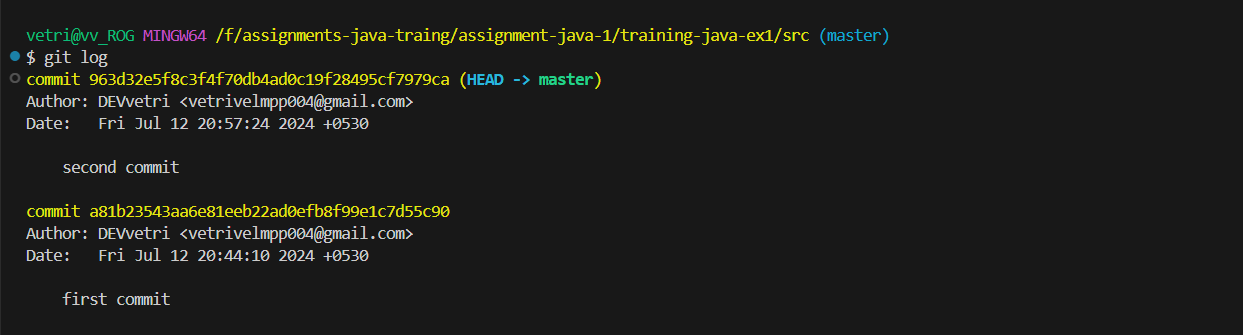 vetri@vv_ROG MINGW64 /f/assignments-java-traing/assignment-java-1/training-java-ex1/src (master)
$ git log
commit 963d32e5f8c3f4f70db4ad0c19f28495cf7979ca (HEAD -> master)
Author: DEVvetri <vetrivelmpp004@gmail.com>
Date:   Fri Jul 12 20:57:24 2024 +0530
    second commit
commit a81b23543aa6e81eeb22ad0efb8f99e1c7d55c90
Author: DEVvetri <vetrivelmpp004@gmail.com>
Date:   Fri Jul 12 20:44:10 2024 +0530
    first commit